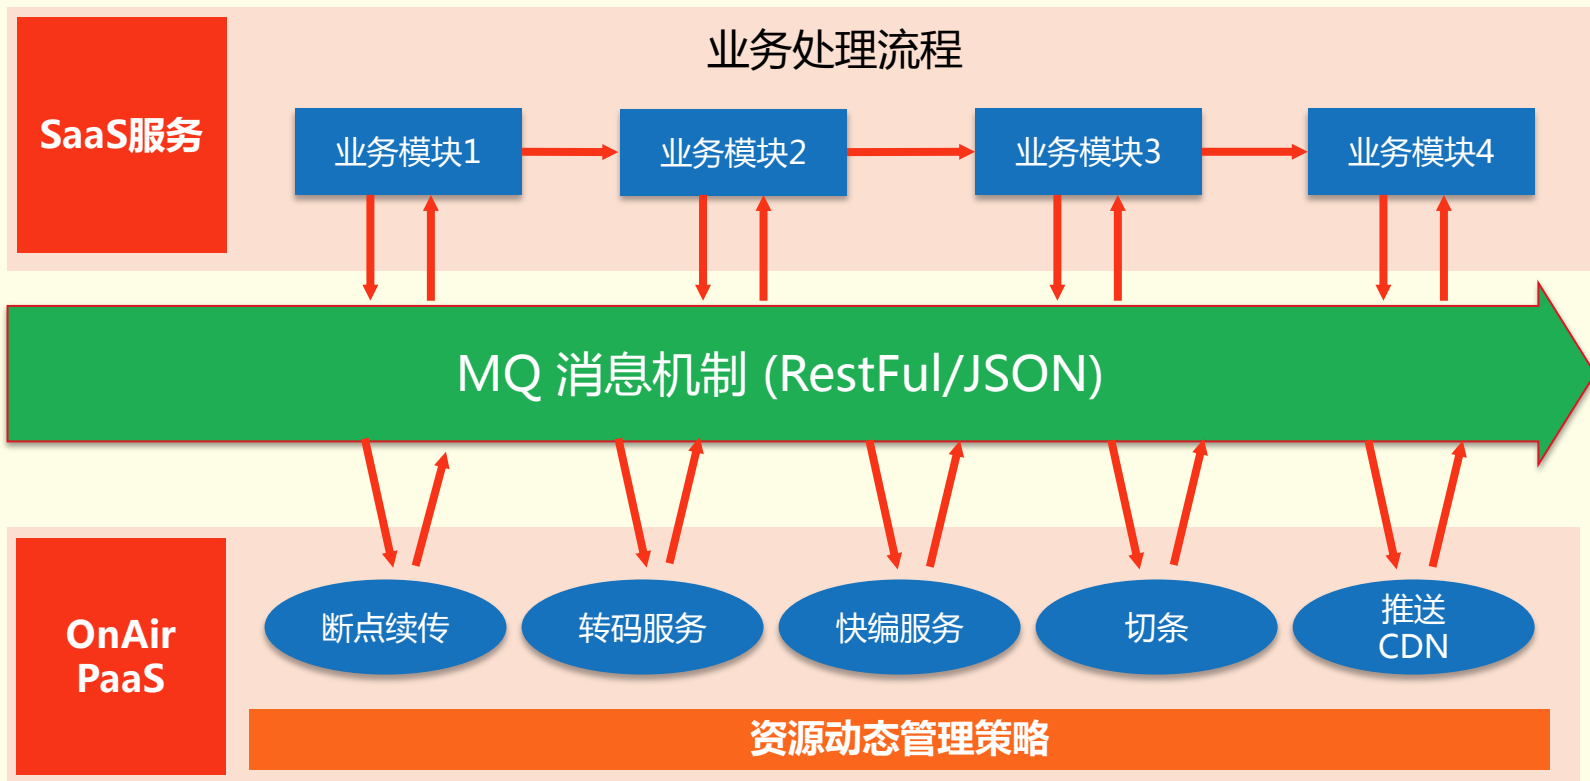 业务处理流程
SaaS服务
业务模块1
业务模块2
业务模块3
业务模块4
MQ 消息机制 (RestFul/JSON)
OnAir
PaaS
断点续传
转码服务
快编服务
切条
推送
CDN
资源动态管理策略